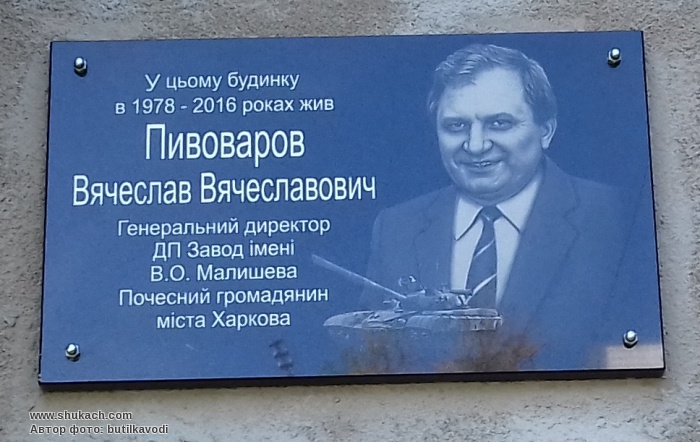 У цьому будинку
в 1978 - 2016 роках жив
Пивоваров
Вячеслав Вячеславович
Генеральний директор
ДП Завод імені
В.О. Малишева
Почесний громадянин
міста Харкова
www.shukach.com
Автор фото: butilkavodi